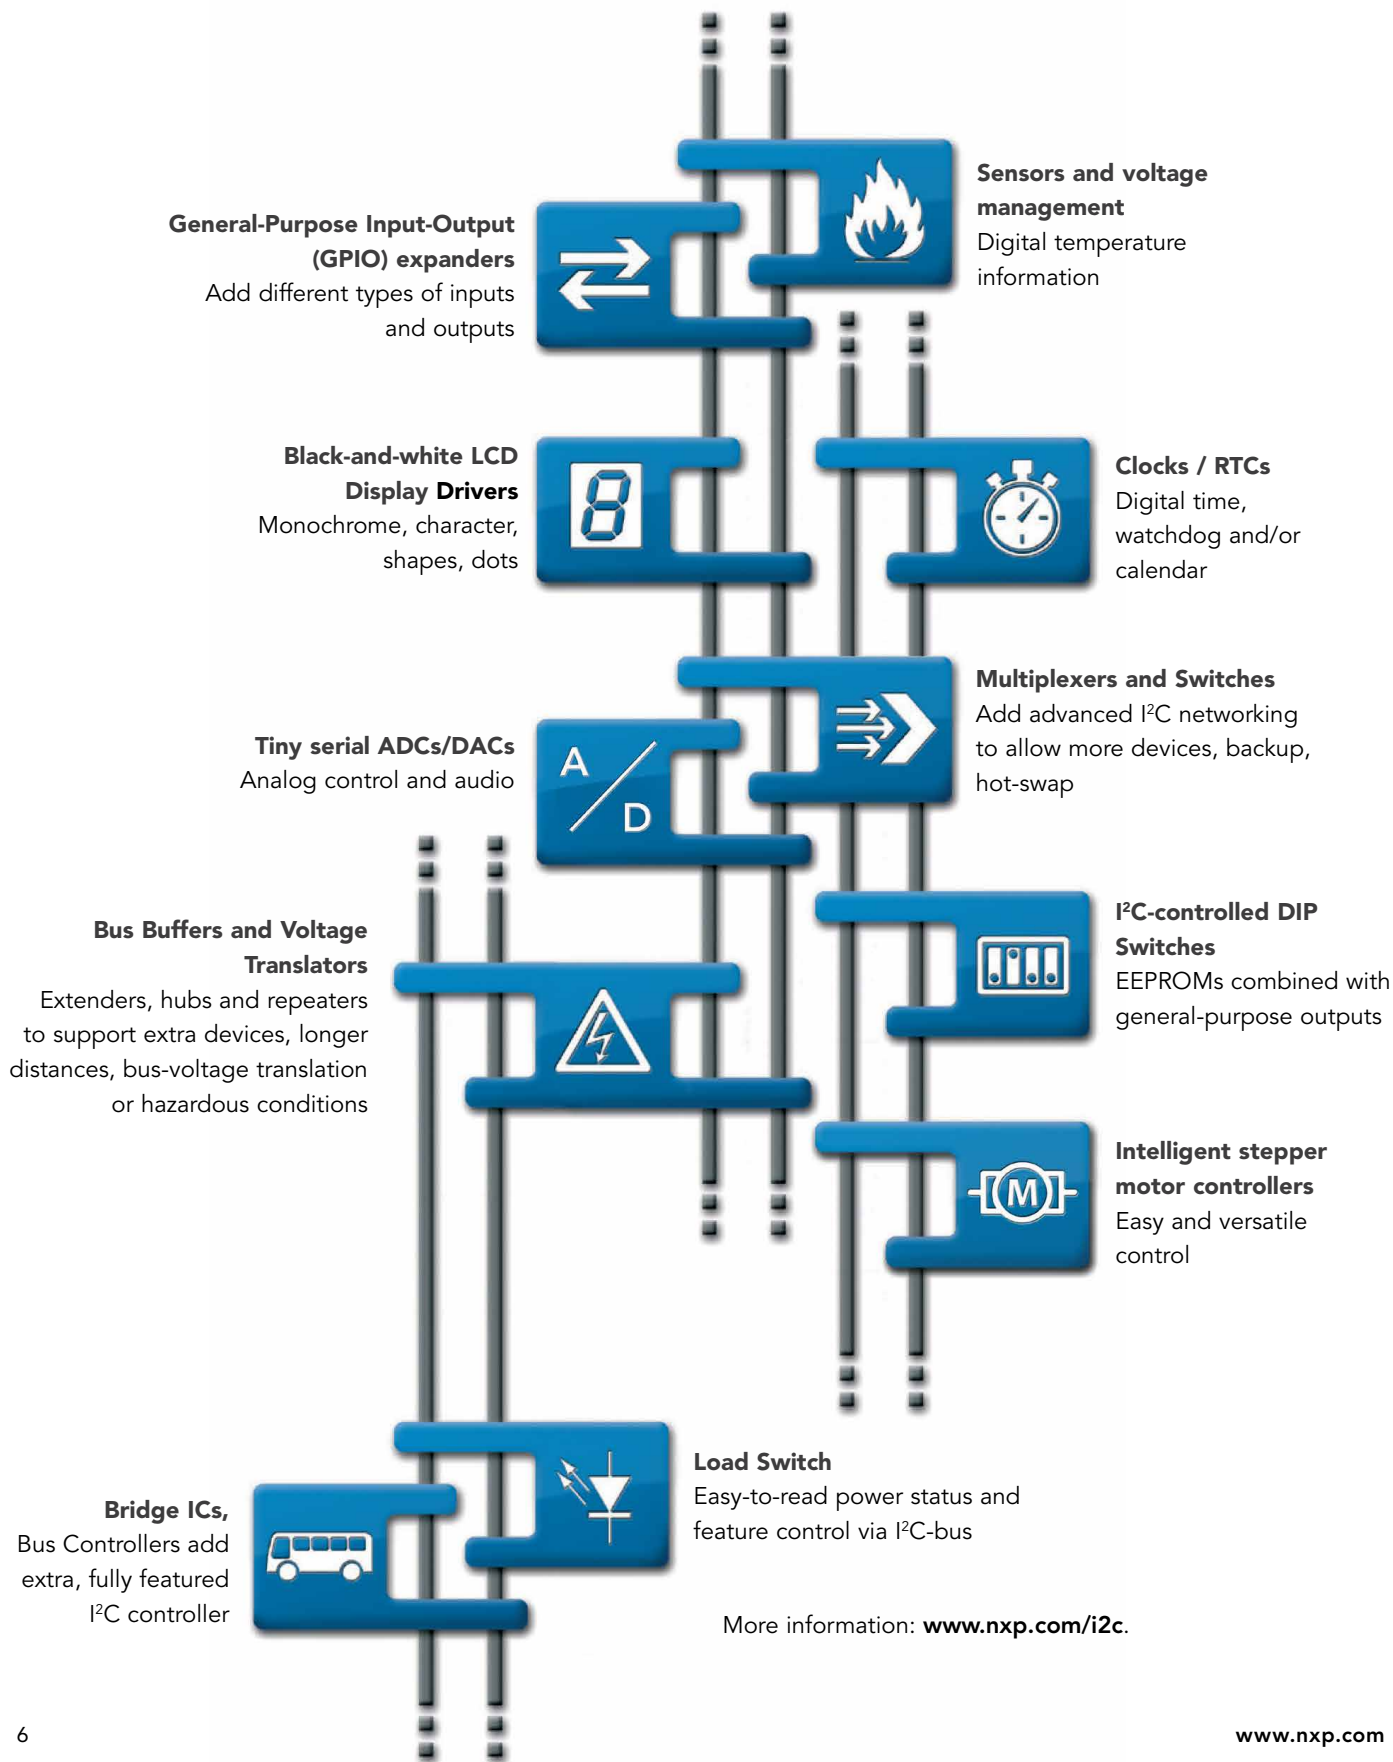 Sensors and voltage
management
Digital temperature
information
General-Purpose Input-Output
(GPIO) expanders
Add different types of inputs
and outputs
Black-and-white LCD
Display Drivers
Monochrome, character,
shapes, dots
8
Clocks / RTCs
Digital time,
watchdog and/or
calendar
Multiplexers and Switches
Add advanced I²C networking
to allow more devices, backup,
hot-swap
Tiny serial ADCs/DACs
Analog control and audio
A
D
I²C-controlled DIP
Switches
EEPROMs combined with
general-purpose outputs
Bus Buffers and Voltage
Translators
Extenders, hubs and repeaters
to support extra devices, longer
distances, bus-voltage translation
or hazardous conditions
Intelligent stepper
motor controllers
Easy and versatile
control
M
Load Switch
Easy-to-read power status and
feature control via I²C-bus
Bridge ICs,
Bus Controllers add
extra, fully featured
I²C controller
More information: www.nxp.com/i2c.
6
www.nxp.com